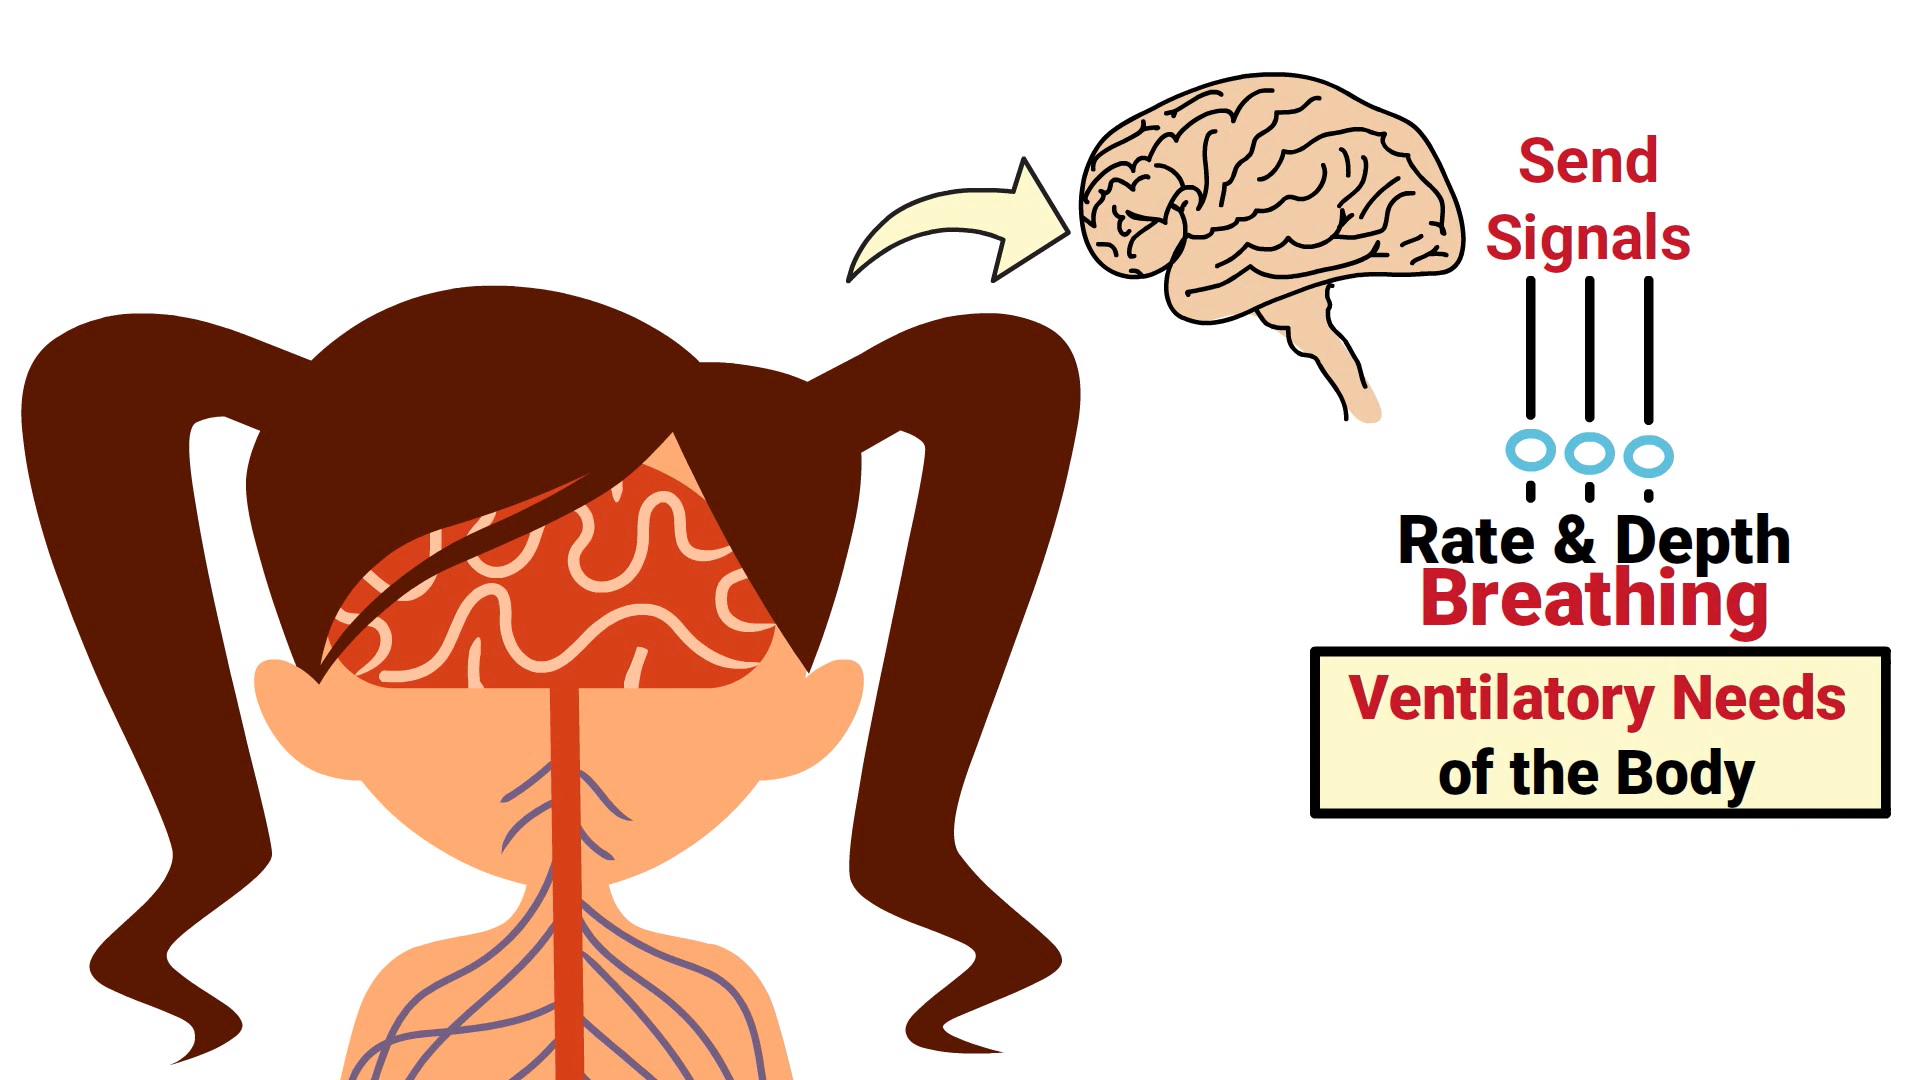 Send
Signals
Rate & Depth
Breathing
Ventilatory Needs
of the Body